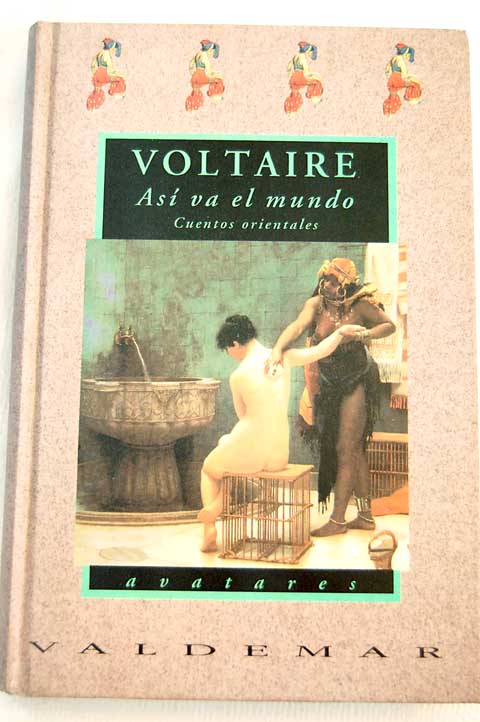 VOLTAIRE
Así va el mundo
Cuentos orientales
avatares
VALDEMAR